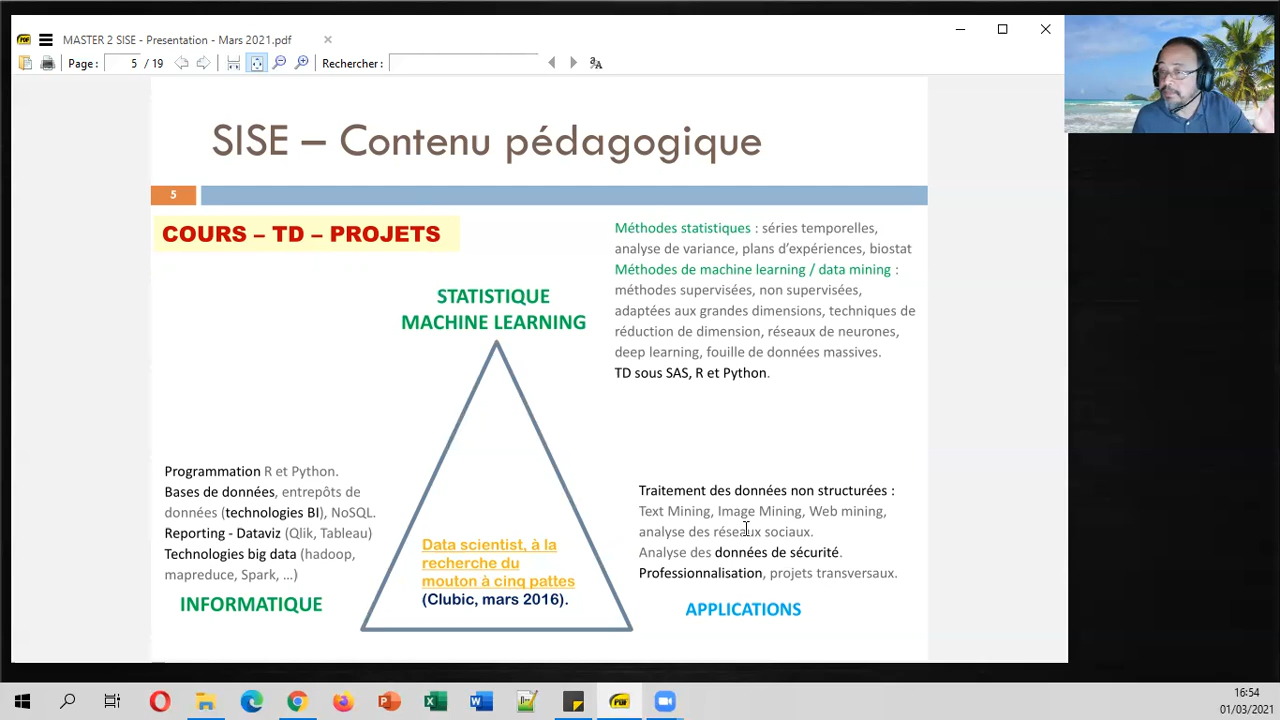 MASTER 2 SISE - Presentation - Mars 2021.pdf
Page : 5 / 19
Rechercher :
SISE – Contenu pédagogique
5
COURS – TD – PROJETS
Méthodes statistiques : séries temporelles,
analyse de variance, plans d’expériences, biostat
Méthodes de machine learning / data mining :
méthodes supervisées, non supervisées,
adaptées aux grandes dimensions, techniques de
réduction de dimension, réseaux de neurones,
deep learning, fouille de données massives.
TD sous SAS, R et Python.
STATISTIQUE
MACHINE LEARNING
Programmation R et Python.
Bases de données, entrepôts de
données (technologies BI), NoSQL.
Reporting - Dataviz (Qlik, Tableau)
Technologies big data (hadoop,
mapreduce, Spark, …)
INFORMATIQUE
Data scientist, à la
recherche du
mouton à cinq pattes
(Clubic, mars 2016).
Traitement des données non structurées :
Text Mining, Image Mining, Web mining,
analyse des réseaux sociaux.
Analyse des données de sécurité.
Professionnalisation, projets transversaux.
APPLICATIONS
16:54
01/03/2021